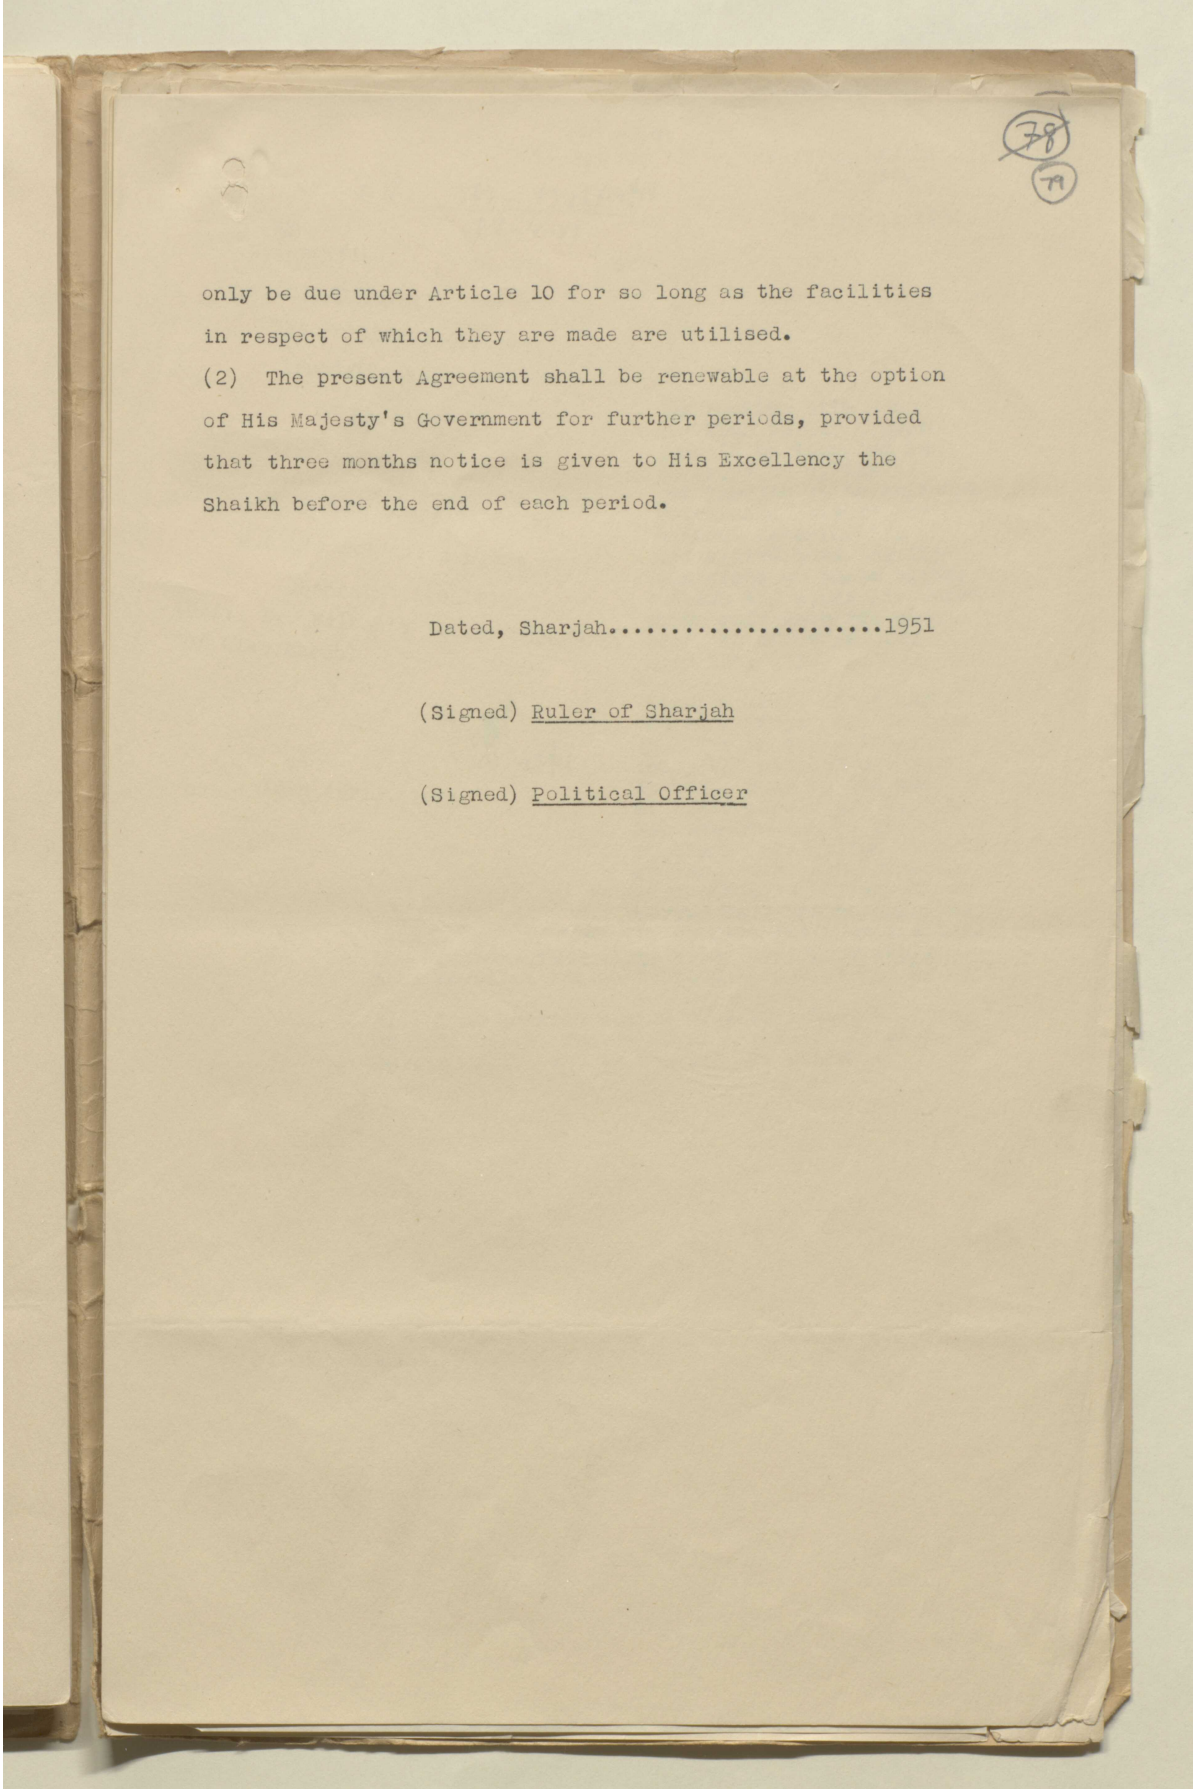 78
79
only be due under Article 10 for so long as the facilities
in respect of which they are made are utilised.
(2) The present Agreement shall be renewable at the option
of His Majesty's Government for further periods, provided
that three months notice is given to His Excellency the
Shaikh before the end of each period.
Dated, Sharjah......................1951
(Signed) Ruler of Sharjah
(Signed) Political Officer